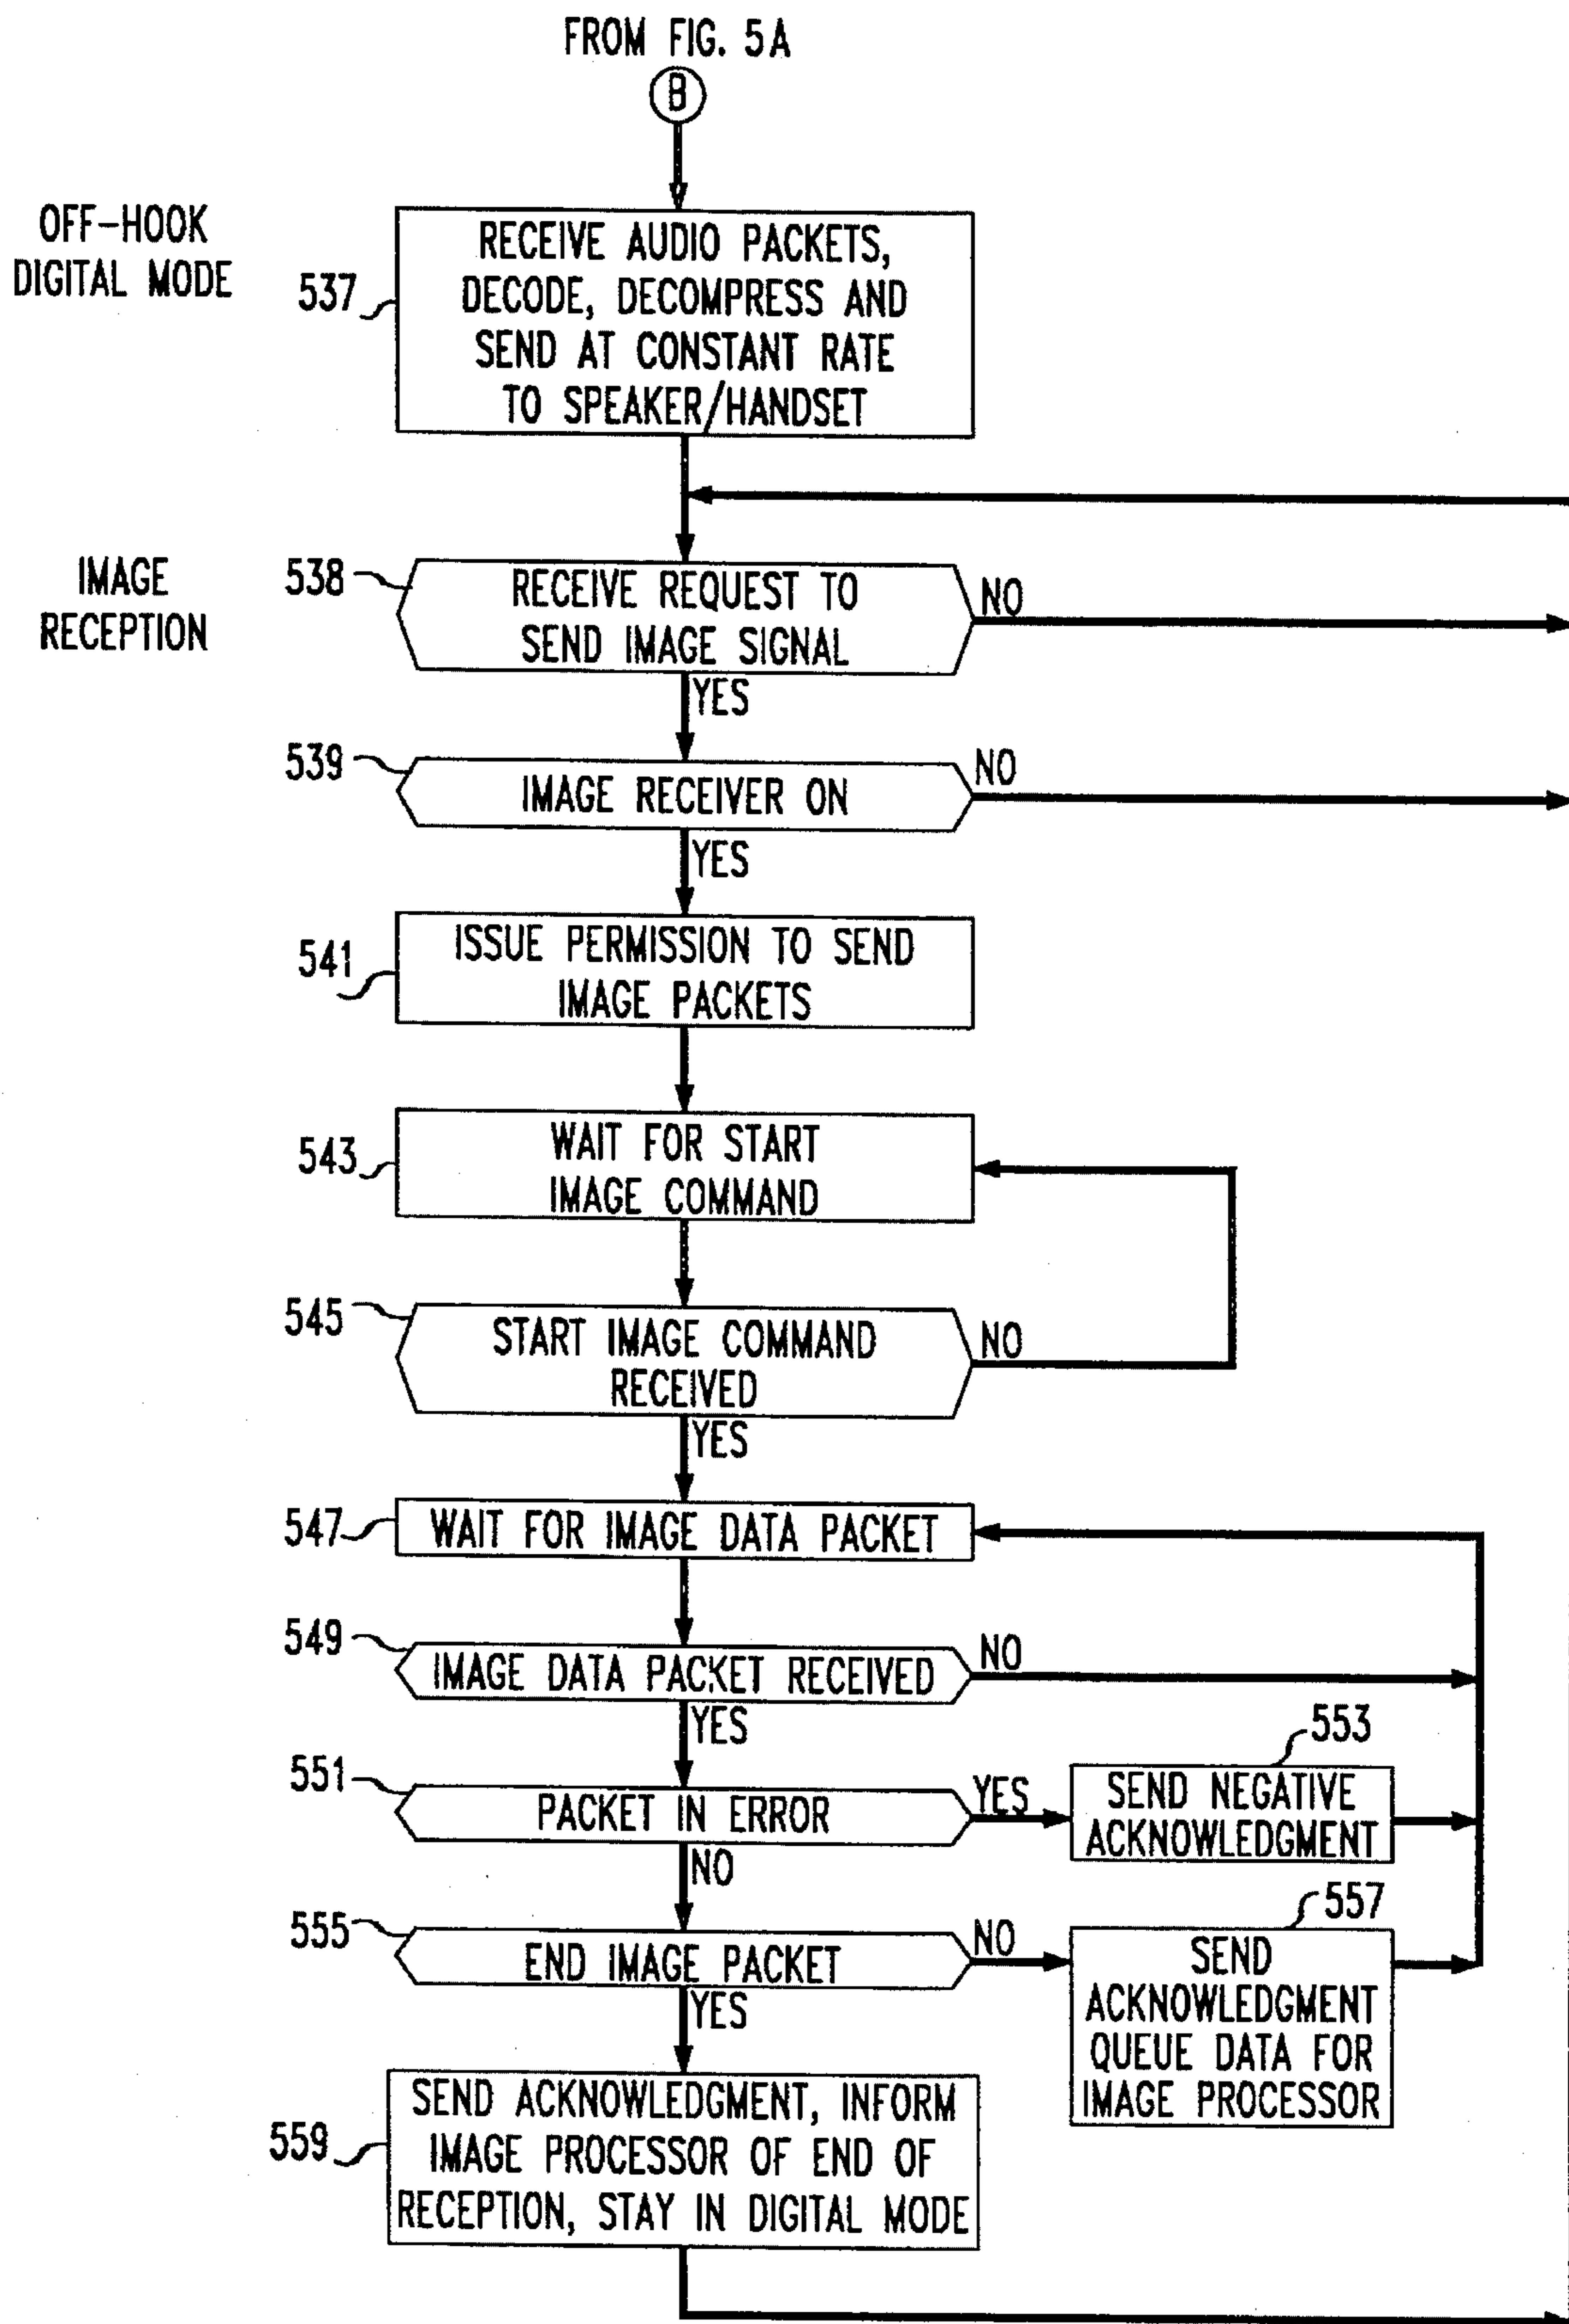 FROM FIG. 5A
B
OFF-HOOK
DIGITAL MODE
537
RECEIVE AUDIO PACKETS,
DECODE, DECOMPRESS AND
SEND AT CONSTANT RATE
TO SPEAKER/HANDSET
IMAGE
RECEPTION
538
RECEIVE REQUEST TO
SEND IMAGE SIGNAL
NO
YES
539
IMAGE RECEIVER ON
NO
YES
541
ISSUE PERMISSION TO SEND
IMAGE PACKETS
543
WAIT FOR START
IMAGE COMMAND
545
START IMAGE COMMAND
RECEIVED
NO
YES
547
WAIT FOR IMAGE DATA PACKET
549
IMAGE DATA PACKET RECEIVED
NO
YES
551
PACKET IN ERROR
YES
553
SEND NEGATIVE
ACKNOWLEDGMENT
NO
555
END IMAGE PACKET
NO
557
SEND
ACKNOWLEDGMENT
QUEUE DATA FOR
IMAGE PROCESSOR
YES
559
SEND ACKNOWLEDGMENT, INFORM
IMAGE PROCESSOR OF END OF
RECEPTION, STAY IN DIGITAL MODE